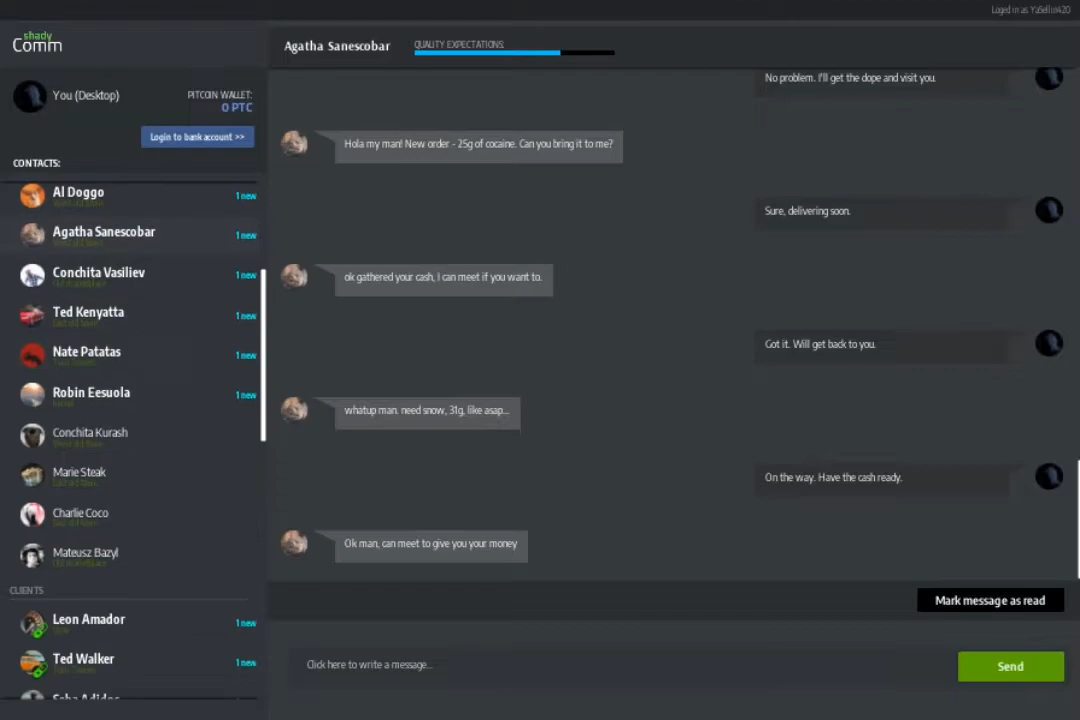 Loged in as YaSellin420
shady
Comm
You (Desktop)
PITCOIN WALLET:
0 PTC
Login to bank account >>
CONTACTS:
Al Doggo
1 new
Agatha Sanescobar
1 new
Conchita Vasiliev
1 new
Ted Kenyatta
1 new
Nate Patatas
1 new
Robin Eesuola
1 new
Conchita Kurash
Marie Steak
Charlie Coco
Mateusz Bazyl
CLIENTS
Leon Amador
1 new
Ted Walker
1 new
Agatha Sanescobar
QUALITY EXPECTATIONS:
No problem. I'll get the dope and visit you.
Hola my man! New order - 25g of cocaine. Can you bring it to me?
Sure, delivering soon.
ok gathered your cash, I can meet if you want to.
Got it. Will get back to you.
whatup man. need snow, 31g, like asap...
On the way. Have the cash ready.
Ok man, can meet to give you your money
Mark message as read
Click here to write a message...
Send